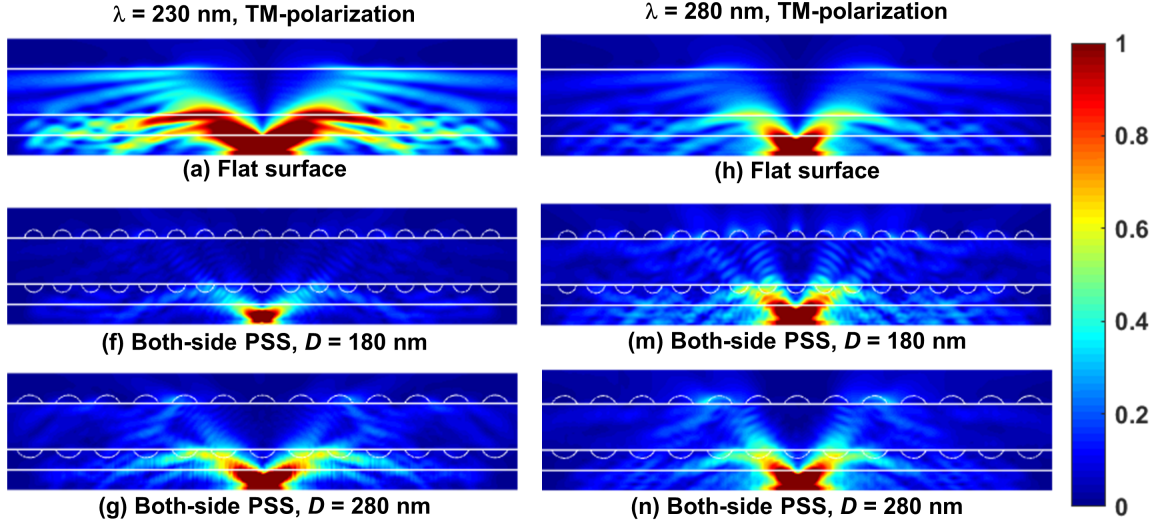 λ = 230 nm, TM-polarization
λ = 280 nm, TM-polarization
(a) Flat surface
(h) Flat surface
(f) Both-side PSS, D = 180 nm
(m) Both-side PSS, D = 180 nm
(g) Both-side PSS, D = 280 nm
(n) Both-side PSS, D = 280 nm
1
0.8
0.6
0.4
0.2
0